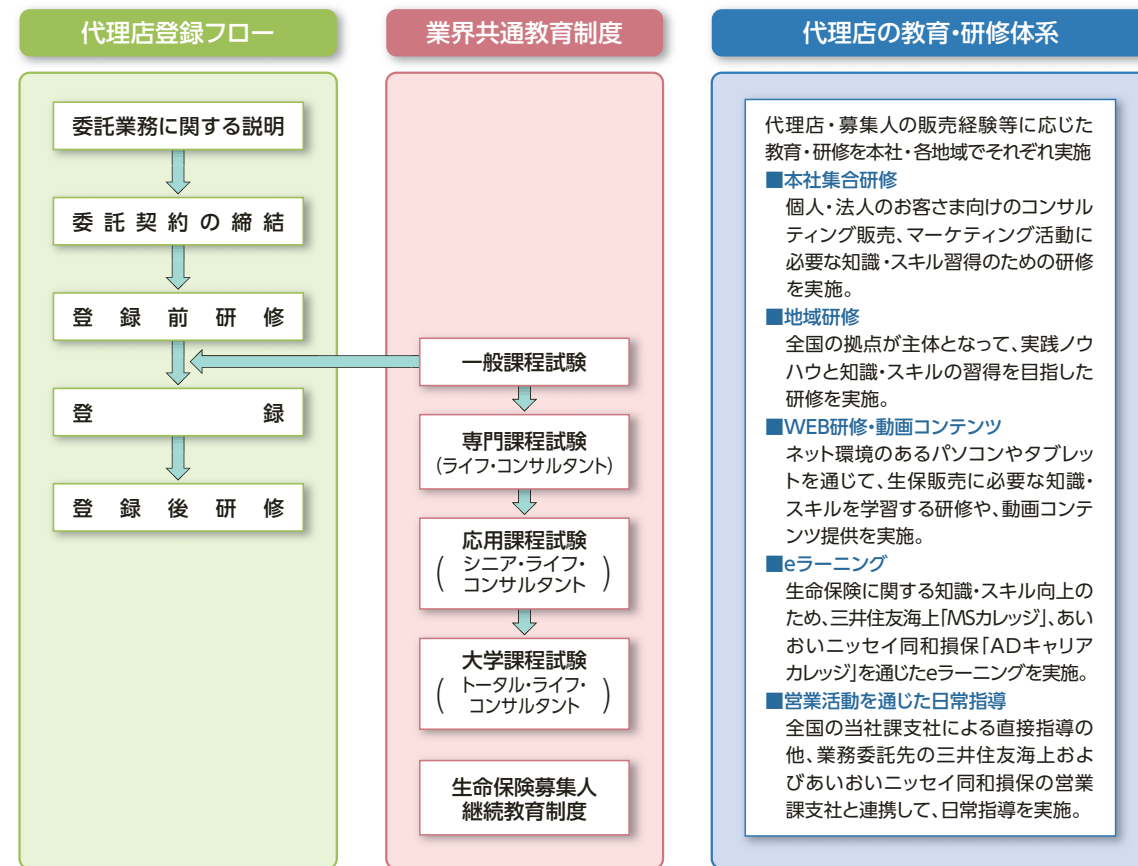 代理店登録フロー
委託業務に関する説明
委託契約の締結
登録前研修
登録
登録後研修
業界共通教育制度
一般課程試験
専門課程試験
(ライフ・コンサルタント)
応用課程試験
(シニア・ライフ・
コンサルタント)
大学課程試験
(トータル・ライフ・
コンサルタント)
生命保険募集人
継続教育制度
代理店の教育・研修体系
代理店・募集人の販売経験等に応じた
教育・研修を本社・各地域でそれぞれ実施
■本社集合研修
個人・法人のお客さま向けのコンサル
ティング販売、マーケティング活動に
必要な知識・スキル習得のための研修
を実施。
■地域研修
全国の拠点が主体となって、実践ノウ
ハウと知識・スキルの習得を目指した
研修を実施。
■WEB研修・動画コンテンツ
ネット環境のあるパソコンやタブレッ
トを通じて、生保販売に必要な知識・
スキルを学習する研修や、動画コンテ
ンツ提供を実施。
■eラーニング
生命保険に関する知識・スキル向上の
ため、三井住友海上「MSカレッジ」、あい
おいニッセイ同和損保「ADキャリア
カレッジ」を通じたeラーニングを実施。
■営業活動を通じた日常指導
全国の当社課支社による直接指導の
他、業務委託先の三井住友海上およ
びあいおいニッセイ同和損保の営業
課支社と連携して、日常指導を実施。